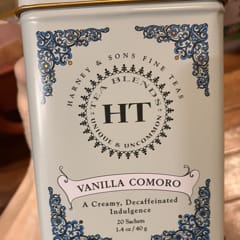 HARNEY & SONS FINE TEAS
TEA BLENDS
HT
UNIQUE & UNCOMMON
VANILLA COMORO
A Creamy, Decaffeinated
Indulgence
20 Sachets
1.4 oz / 40 g